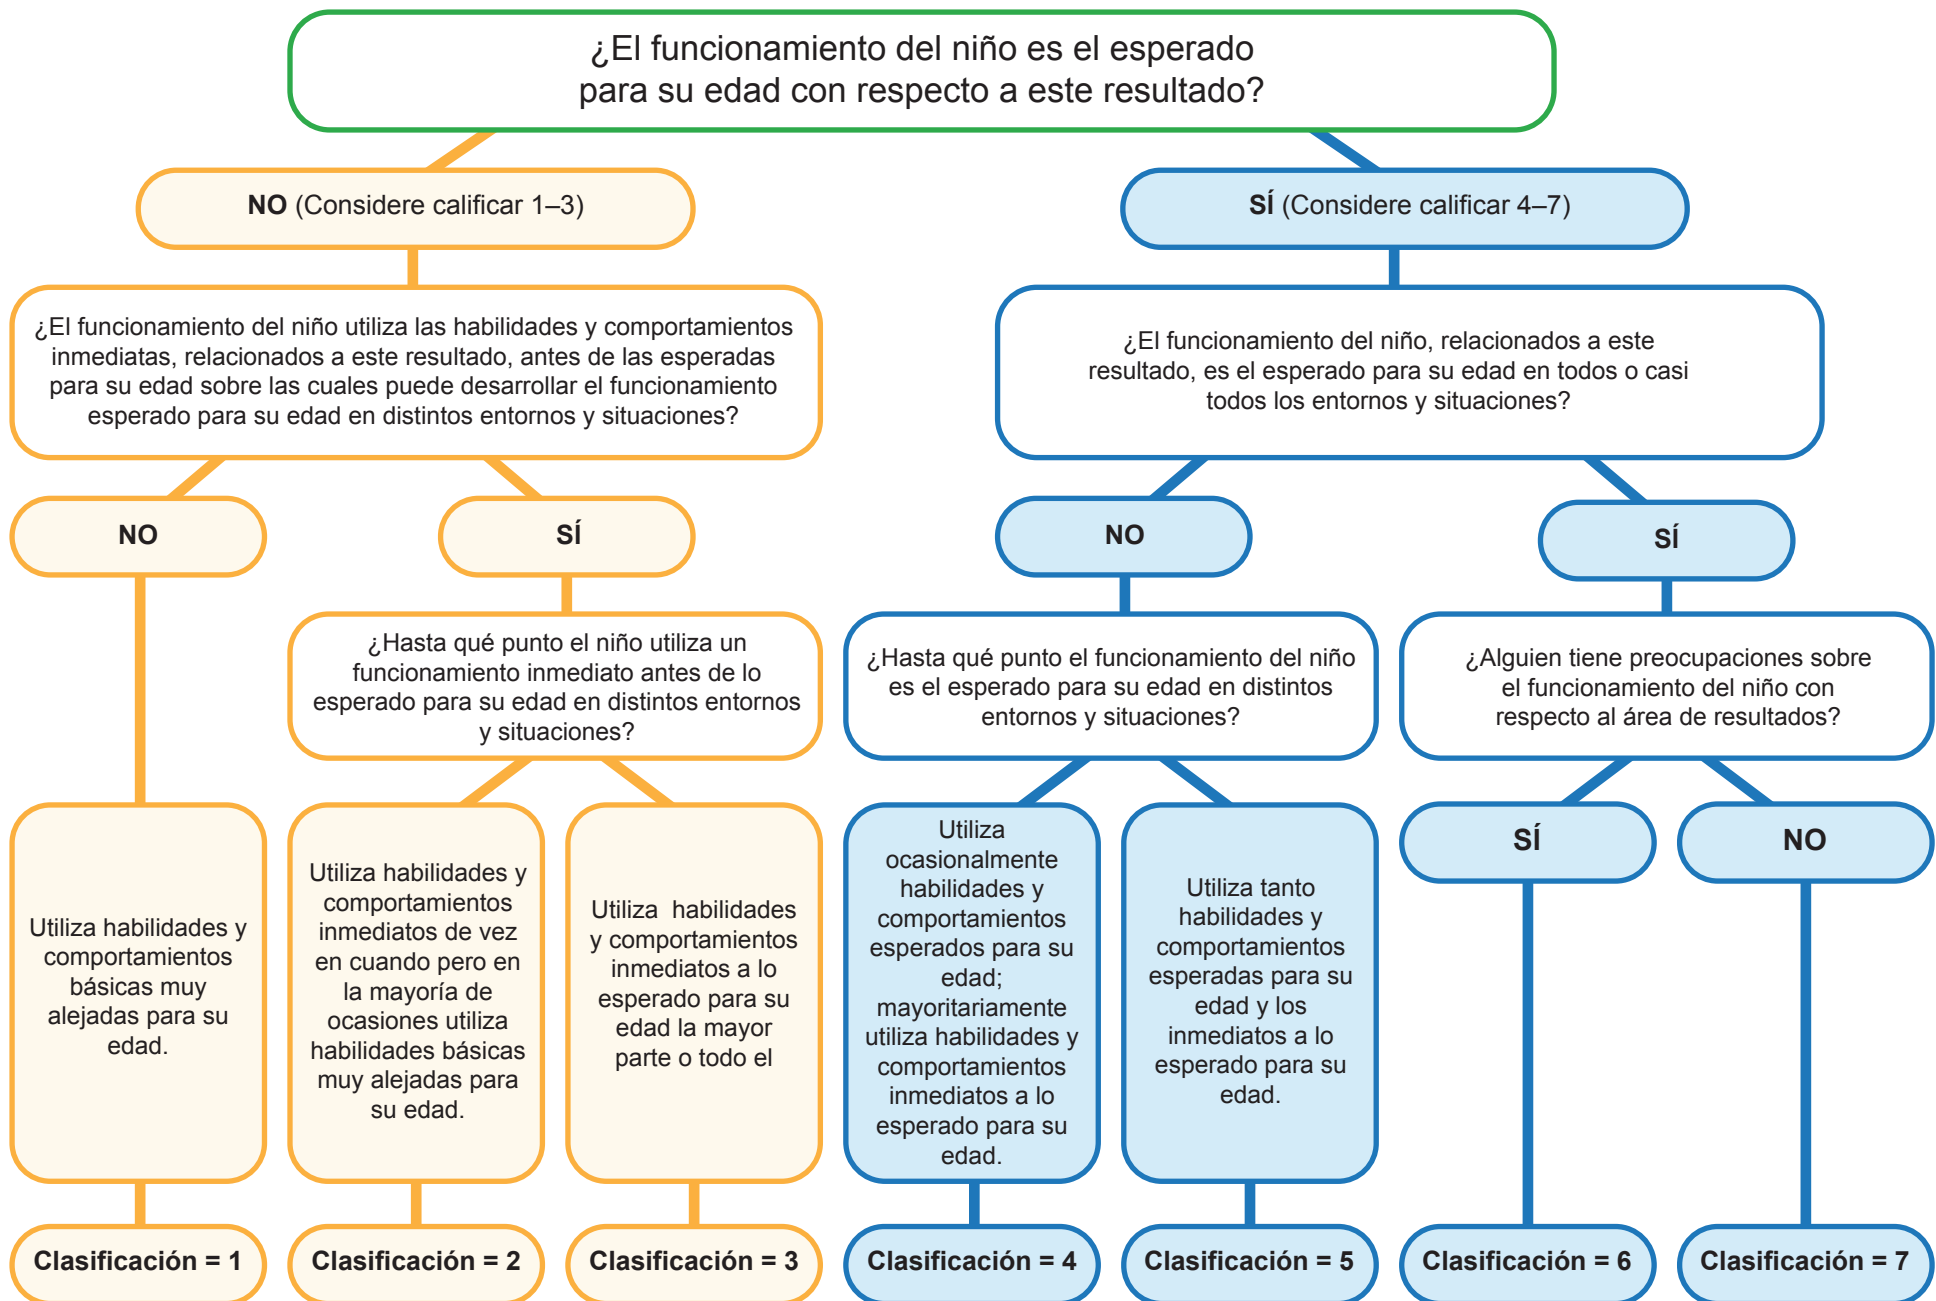 ¿El funcionamiento del niño es el esperado
para su edad con respecto a este resultado?
NO (Considere calificar 1–3)
SÍ (Considere calificar 4–7)
¿El funcionamiento del niño utiliza las habilidades y comportamientos
inmediatas, relacionados a este resultado, antes de las esperadas
para su edad sobre las cuales puede desarrollar el funcionamiento
esperado para su edad en distintos entornos y situaciones?
¿El funcionamiento del niño, relacionados a este
resultado, es el esperado para su edad en todos o casi
todos los entornos y situaciones?
NO
SÍ
NO
SÍ
¿Hasta qué punto el niño utiliza un
funcionamiento inmediato antes de lo
esperado para su edad en distintos entornos
y situaciones?
¿Hasta qué punto el funcionamiento del niño
es el esperado para su edad en distintos
entornos y situaciones?
¿Alguien tiene preocupaciones sobre
el funcionamiento del niño con
respecto al área de resultados?
Utiliza habilidades y
comportamientos
básicas muy
alejadas para su
edad.
Utiliza habilidades y
comportamientos
inmediatos de vez
en cuando pero en
la mayoría de
ocasiones utiliza
habilidades básicas
muy alejadas para
su edad.
Utiliza habilidades
y comportamientos
inmediatos a lo
esperado para su
edad la mayor
parte o todo el
Utiliza
ocasionalmente
habilidades y
comportamientos
esperados para su
edad;
mayoritariamente
utiliza habilidades y
comportamientos
inmediatos a lo
esperado para su
edad.
Utiliza tanto
habilidades y
comportamientos
esperadas para su
edad y los
inmediatos a lo
esperado para su
edad.
SÍ
NO
Clasificación = 1
Clasificación = 2
Clasificación = 3
Clasificación = 4
Clasificación = 5
Clasificación = 6
Clasificación = 7